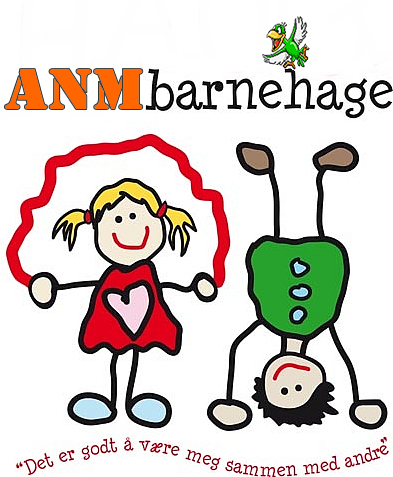 ANMbarnehage
“Det er godt å være meg sammen med andre”